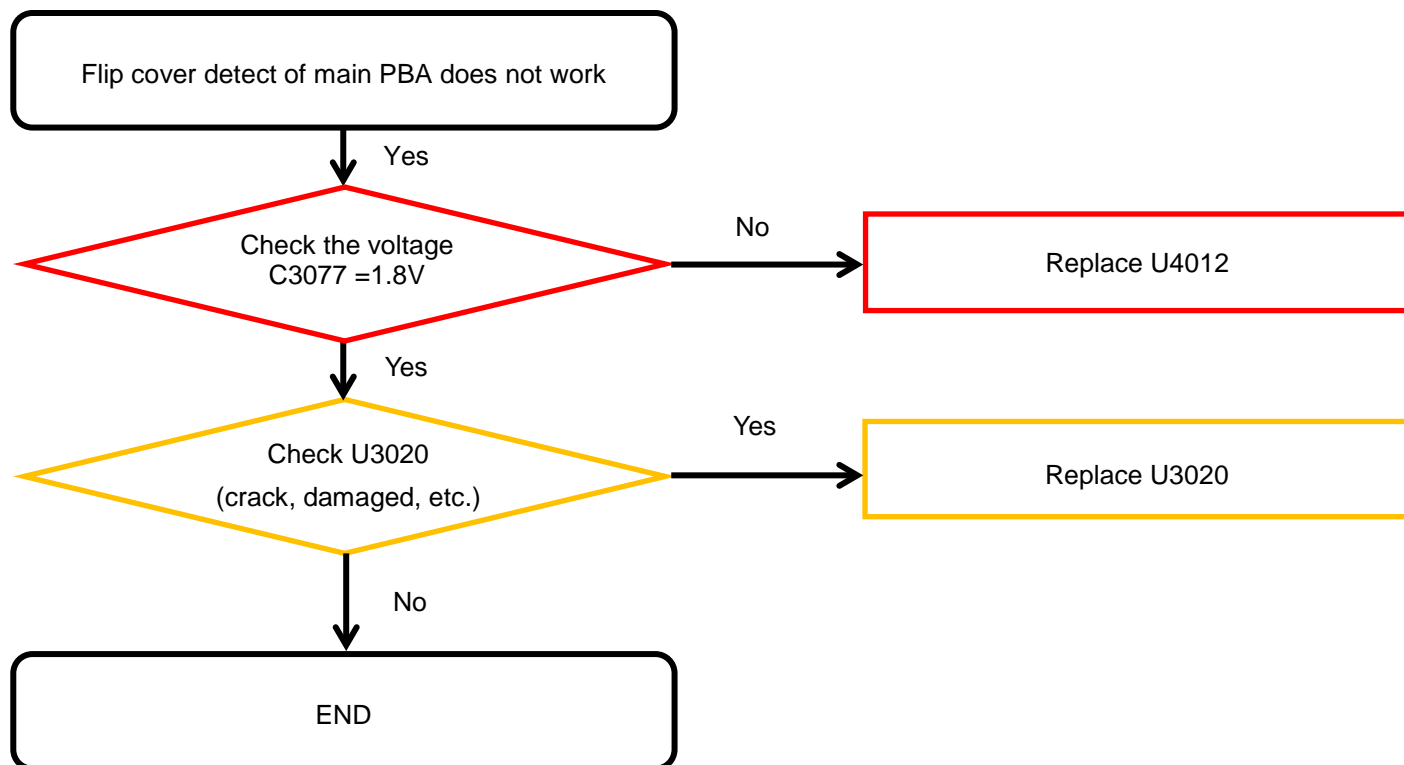 Flip cover detect of main PBA does not work
Yes
Check the voltage
C3077 =1.8V
No
Replace U4012
Yes
Check U3020
(crack, damaged, etc.)
Yes
Replace U3020
No
END